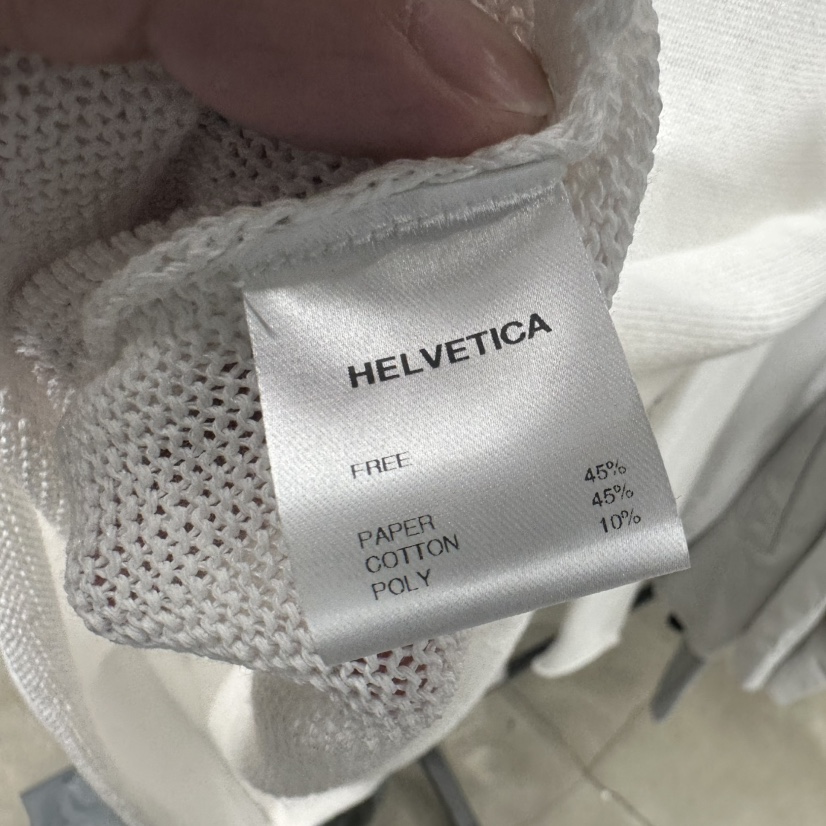 HELVETICA
FREE
PAPER 45%
COTTON 45%
POLY 10%